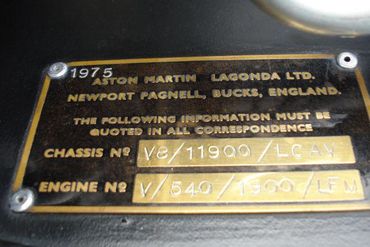 1975
ASTON MARTIN LAGONDA LTD.
NEWPORT PAGNELL, BUCKS, ENGLAND.
THE FOLLOWING INFORMATION MUST BE
QUOTED IN ALL CORRESPONDENCE
CHASSIS Nº V8/11900/LCAV
ENGINE Nº V/540/1900/LFM